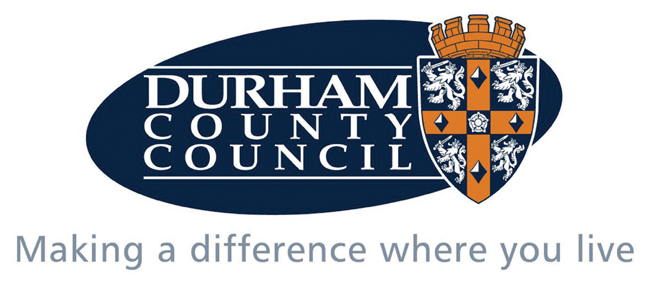 DURHAM
COUNTY
COUNCIL
Making a difference where you live